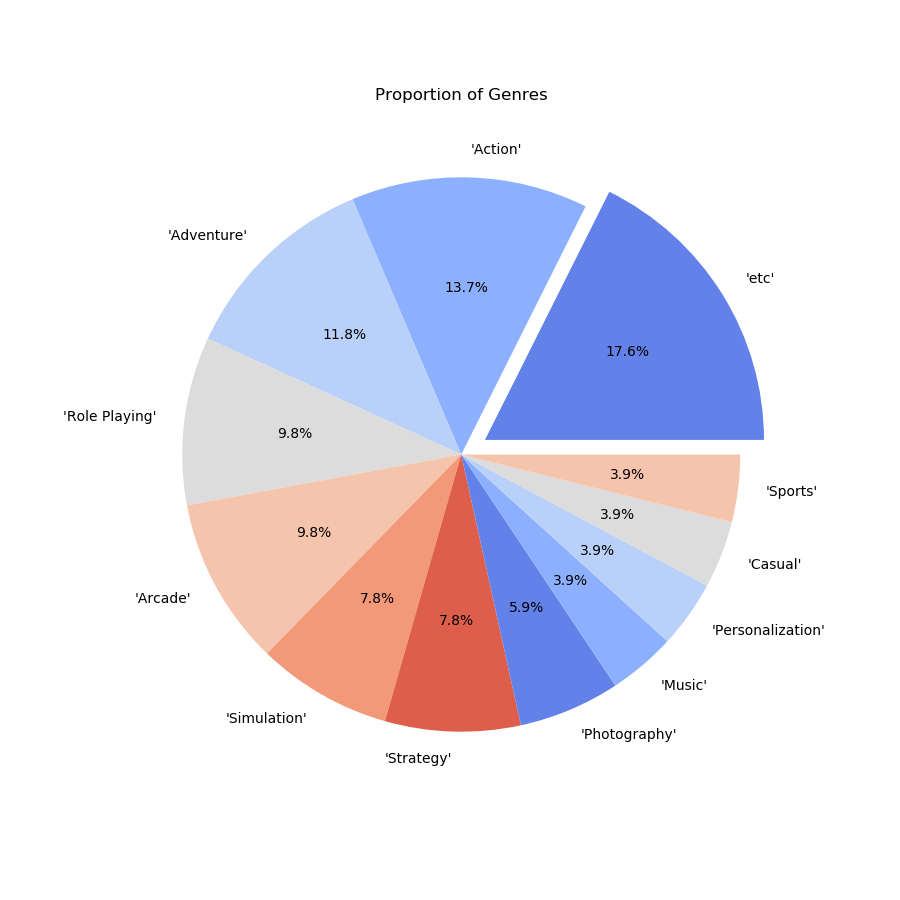 Proportion of Genres
'Action'
'Adventure'
'etc'
13.7%
11.8%
17.6%
'Role Playing'
9.8%
3.9%
'Sports'
3.9%
9.8%
3.9%
'Casual'
3.9%
'Arcade'
7.8%
5.9%
7.8%
'Personalization'
'Music'
'Simulation'
'Photography'
'Strategy'